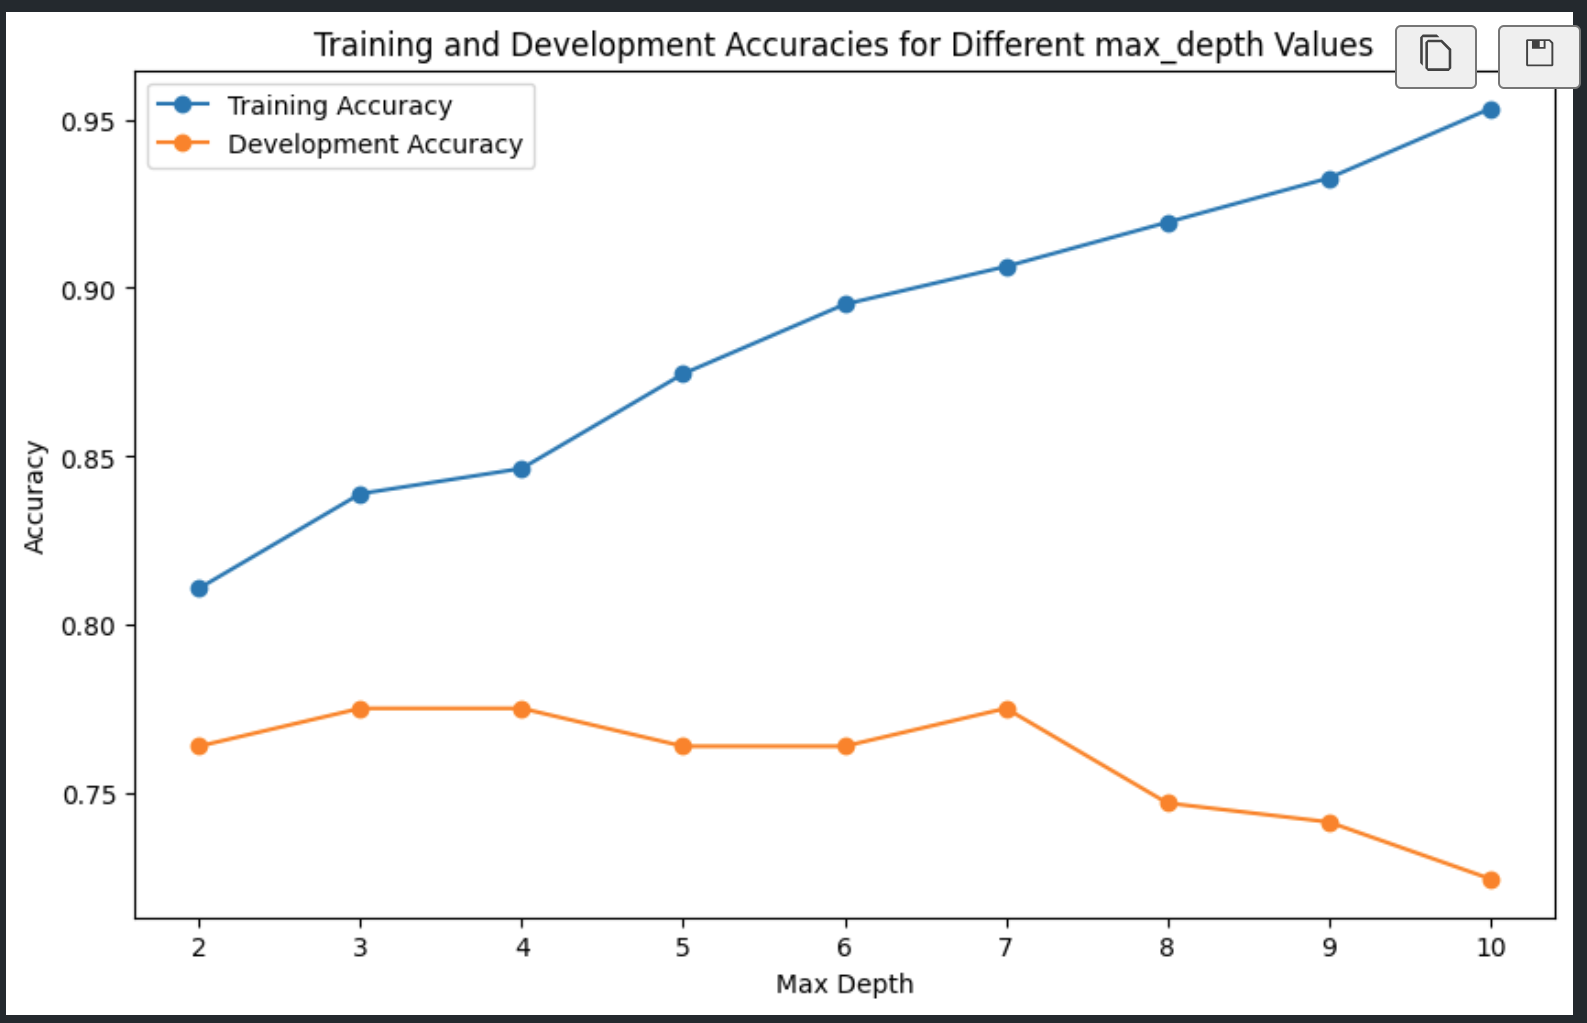 Training and Development Accuracies for Different max_depth Values
Training Accuracy
Development Accuracy
0.95
0.90
0.85
0.80
0.75
Accuracy
2 3 4 5 6 7 8 9 10
Max Depth